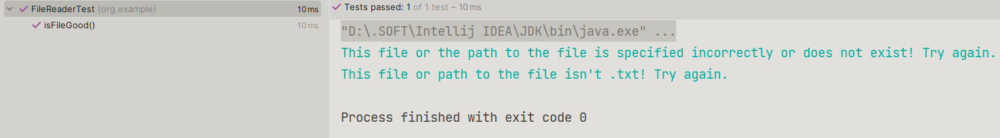 FileReaderTest (org.example) 10 ms
isFileGood() 10 ms
Tests passed: 1 of 1 test – 10 ms
"D:\.SOFT\Intellij IDEA\JDK\bin\java.exe" ...
This file or the path to the file is specified incorrectly or does not exist! Try again.
This file or path to the file isn't .txt! Try again.
Process finished with exit code 0